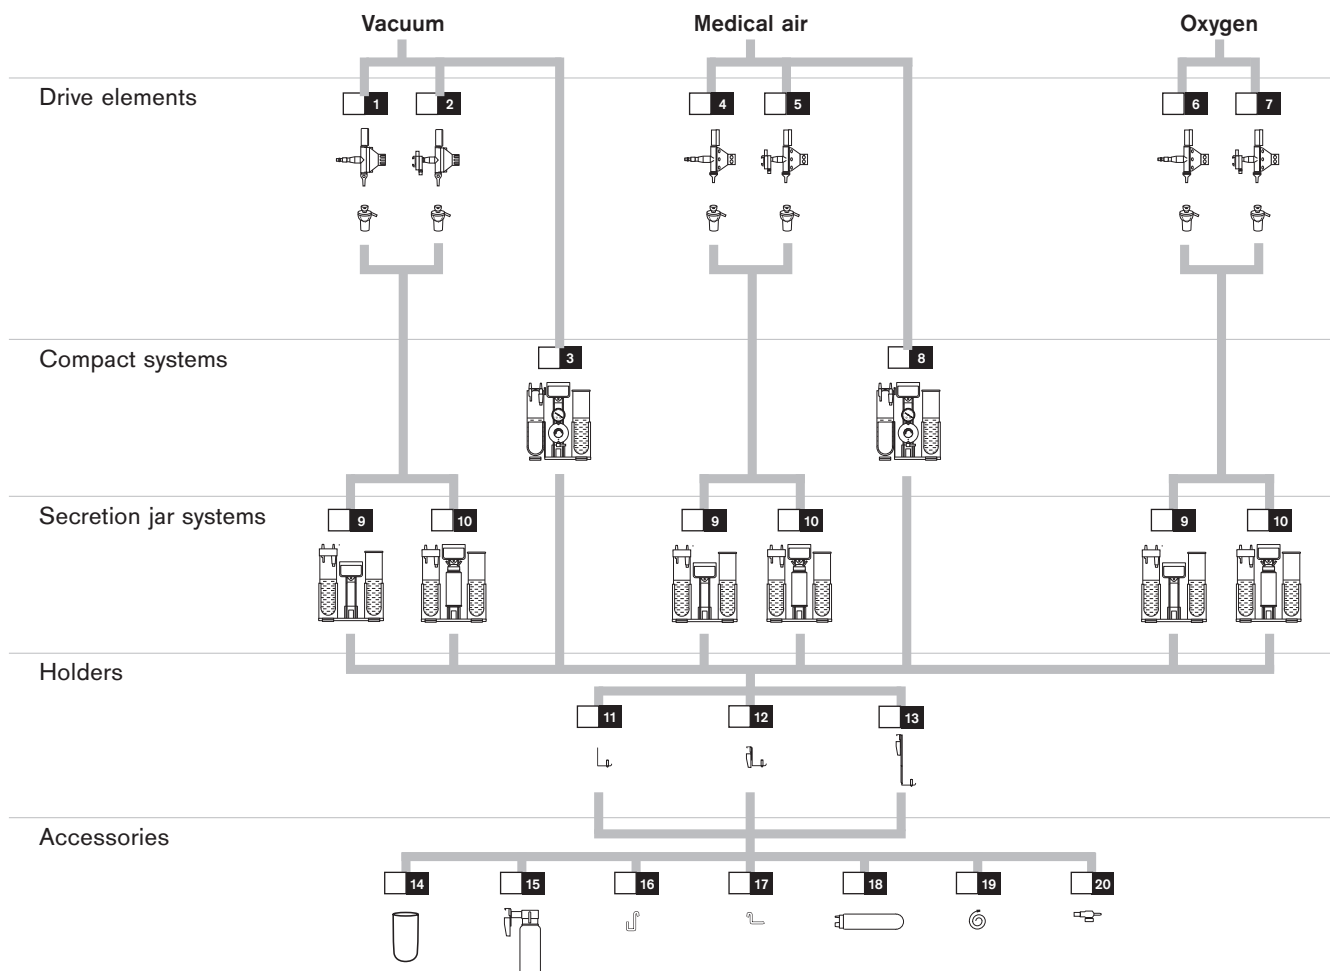 Vacuum Medical air Oxygen
Drive elements
1 2 4 5 6 7
Compact systems
3 8
Secretion jar systems
9 10 9 10 9 10
Holders
11 12 13
Accessories
14 15 16 17 18 19 20